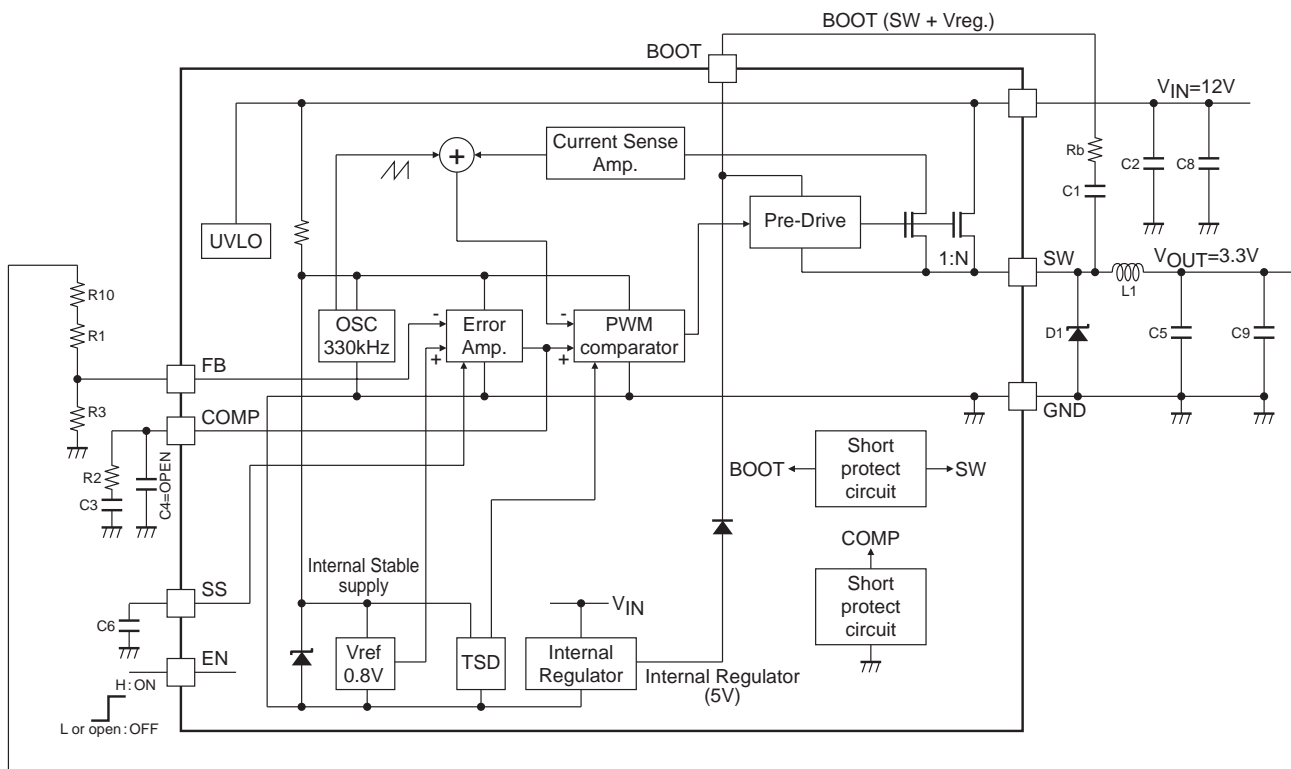 BOOT (SW + Vreg.)
BOOT
VIN=12V
Current Sense
Amp.
+
Rb
C2
C8
C1
UVLO
Pre-Drive
1:N
SW
VOUT=3.3V
L1
R10
R1
OSC
330kHz
-
Error
Amp.
+
-
PWM
comparator
+
D1
C5
C9
FB
GND
R3
COMP
R2
C3
C4=OPEN
BOOT
Short
protect
circuit
SW
COMP
SS
Internal Stable
supply
C6
VIN
Short
protect
circuit
EN
H:ON
L or open:OFF
Vref
0.8V
TSD
Internal
Regulator
Internal Regulator
(5V)